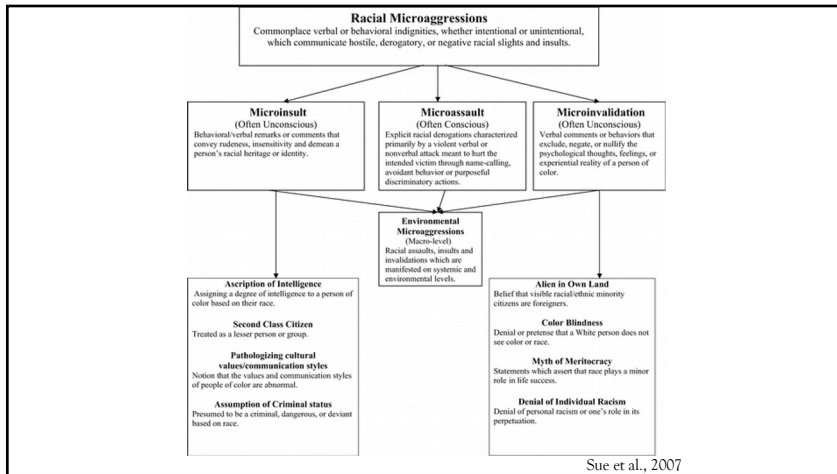 Racial Microaggressions
Commonplace verbal or behavioral indignities, whether intentional or unintentional,
which communicate hostile, derogatory, or negative racial slights and insults.
Microinsult
(Often Unconscious)
Behavioral/verbal remarks or comments that
convey rudeness, insensitivity and demean a
person's racial heritage or identity.
Microassault
(Often Conscious)
Explicit racial derogations characterized
primarily by a violent verbal or
nonverbal attack meant to hurt the
intended victim through name-calling,
avoidant behavior or purposeful
discriminatory actions.
Microinvalidation
(Often Unconscious)
Verbal comments or behaviors that
exclude, negate, or nullify the
psychological thoughts, feelings, or
experiential reality of a person of
color.
Environmental
Microaggressions
(Macro-level)
Racial assaults, insults and
invalidations which are
manifested on systemic and
environmental levels.
Ascription of Intelligence
Assigning a degree of intelligence to a person of
color based on their race.
Second Class Citizen
Treated as a lesser person or group.
Pathologizing cultural
values/communication styles
Notion that the values and communication styles
of people of color are abnormal.
Assumption of Criminal status
Presumed to be a criminal, dangerous, or deviant
based on race.
Alien in Own Land
Belief that visible racial/ethnic minority
citizens are foreigners.
Color Blindness
Denial or pretense that a White person does not
see color or race.
Myth of Meritocracy
Statements which assert that race plays a minor
role in life success.
Denial of Individual Racism
Denial of personal racism or one's role in its
perpetuation.
Sue et al., 2007